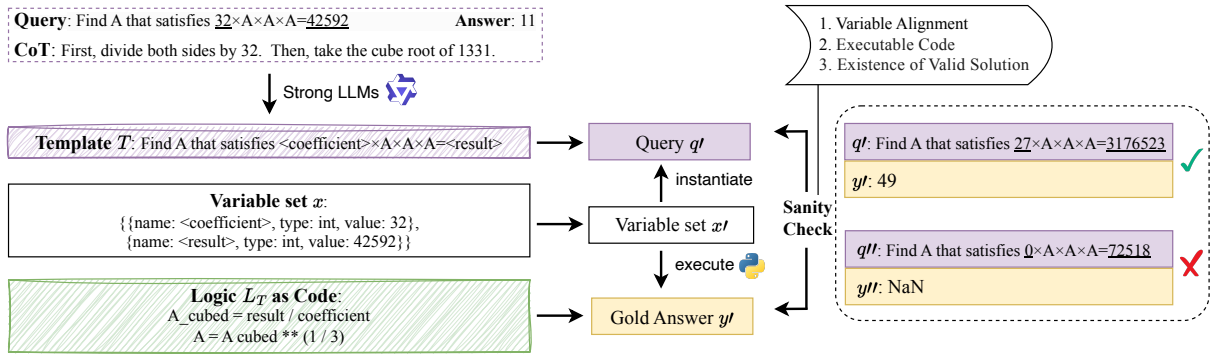 Query: Find A that satisfies 32×A×A×A=42592 Answer: 11
CoT: First, divide both sides by 32. Then, take the cube root of 1331.
Strong LLMs
Template T: Find A that satisfies <coefficient>×A×A×A=<result>
Variable set x:
{{name: <coefficient>, type: int, value: 32},
{name: <result>, type: int, value: 42592}}
Logic L_T as Code:
A_cubed = result / coefficient
A = A cubed ** (1 / 3)
Query q′
instantiate
Variable set x′
execute
Gold Answer y′
1. Variable Alignment
2. Executable Code
3. Existence of Valid Solution
Sanity
Check
q′: Find A that satisfies 27×A×A×A=3176523
y′: 49
q′′: Find A that satisfies 0×A×A×A=72518
y′′: NaN